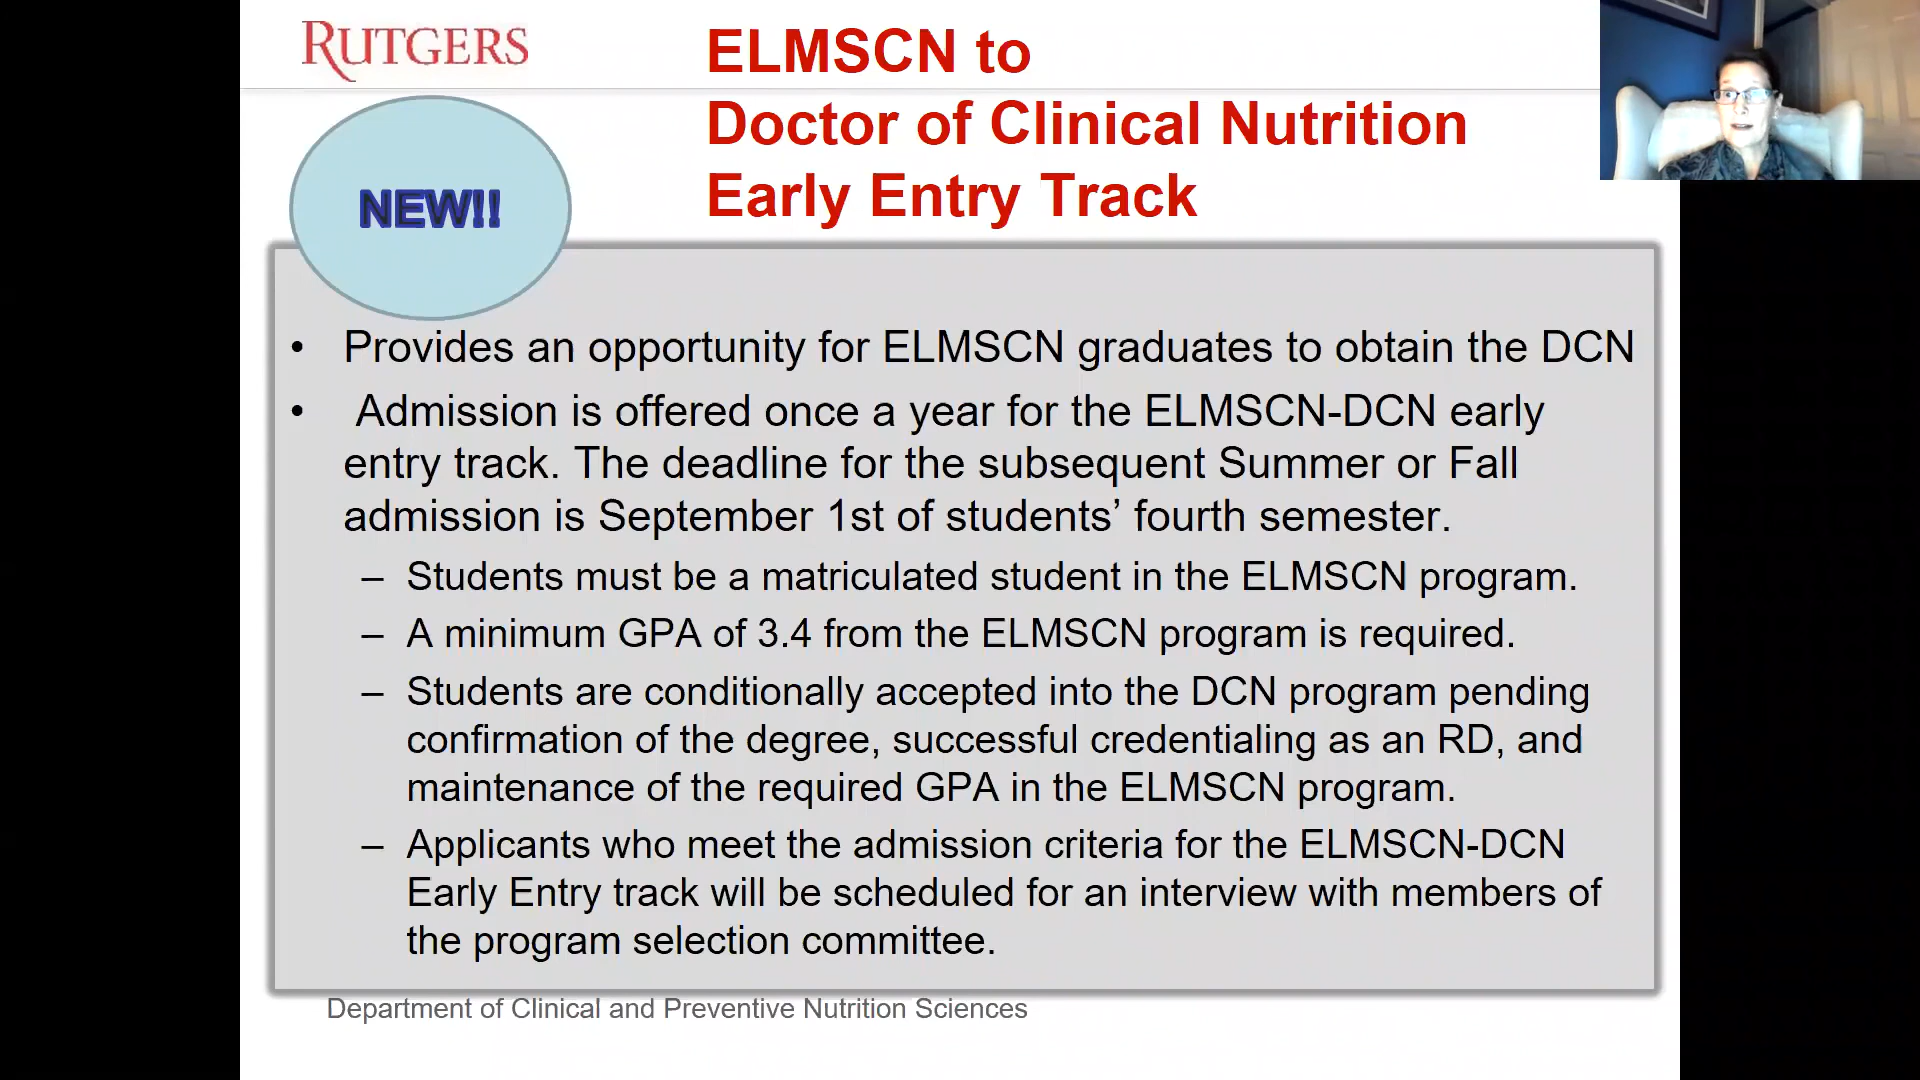 RUTGERS
ELMSCN to
Doctor of Clinical Nutrition
Early Entry Track
NEW!!
• Provides an opportunity for ELMSCN graduates to obtain the DCN
• Admission is offered once a year for the ELMSCN-DCN early
entry track. The deadline for the subsequent Summer or Fall
admission is September 1st of students’ fourth semester.
– Students must be a matriculated student in the ELMSCN program.
– A minimum GPA of 3.4 from the ELMSCN program is required.
– Students are conditionally accepted into the DCN program pending
confirmation of the degree, successful credentialing as an RD, and
maintenance of the required GPA in the ELMSCN program.
– Applicants who meet the admission criteria for the ELMSCN-DCN
Early Entry track will be scheduled for an interview with members of
the program selection committee.
Department of Clinical and Preventive Nutrition Sciences